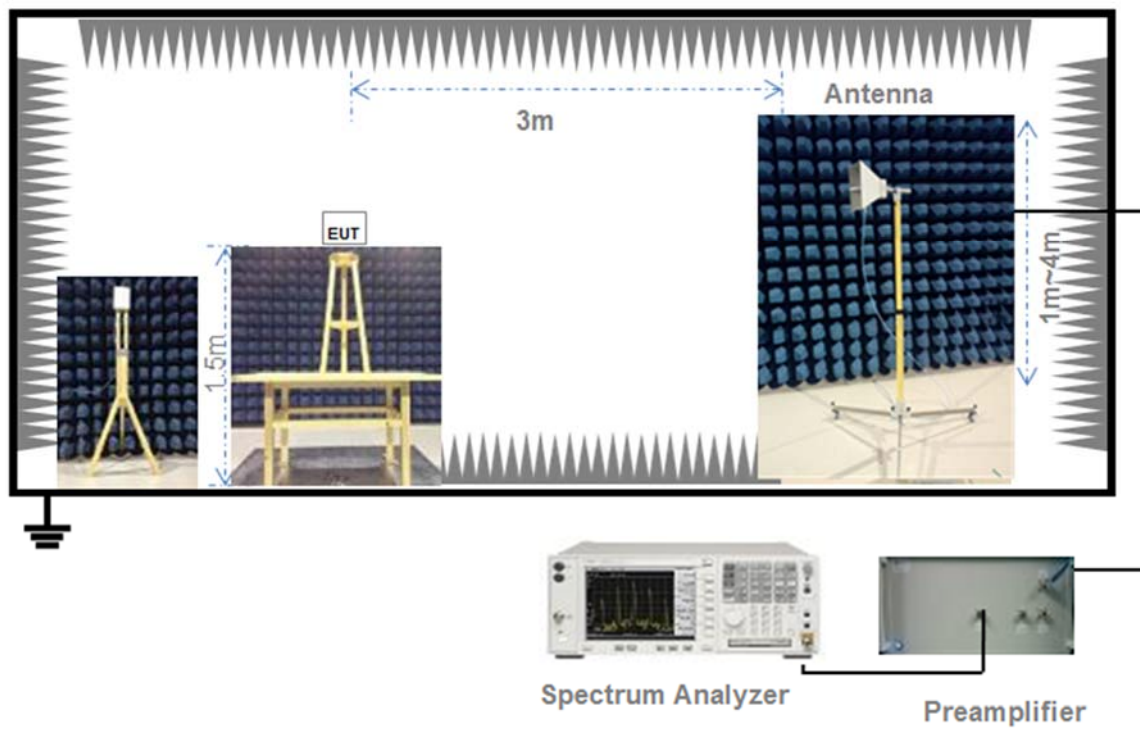 Antenna
3m
EUT
1.5m
1m~4m
Spectrum Analyzer
Preamplifier